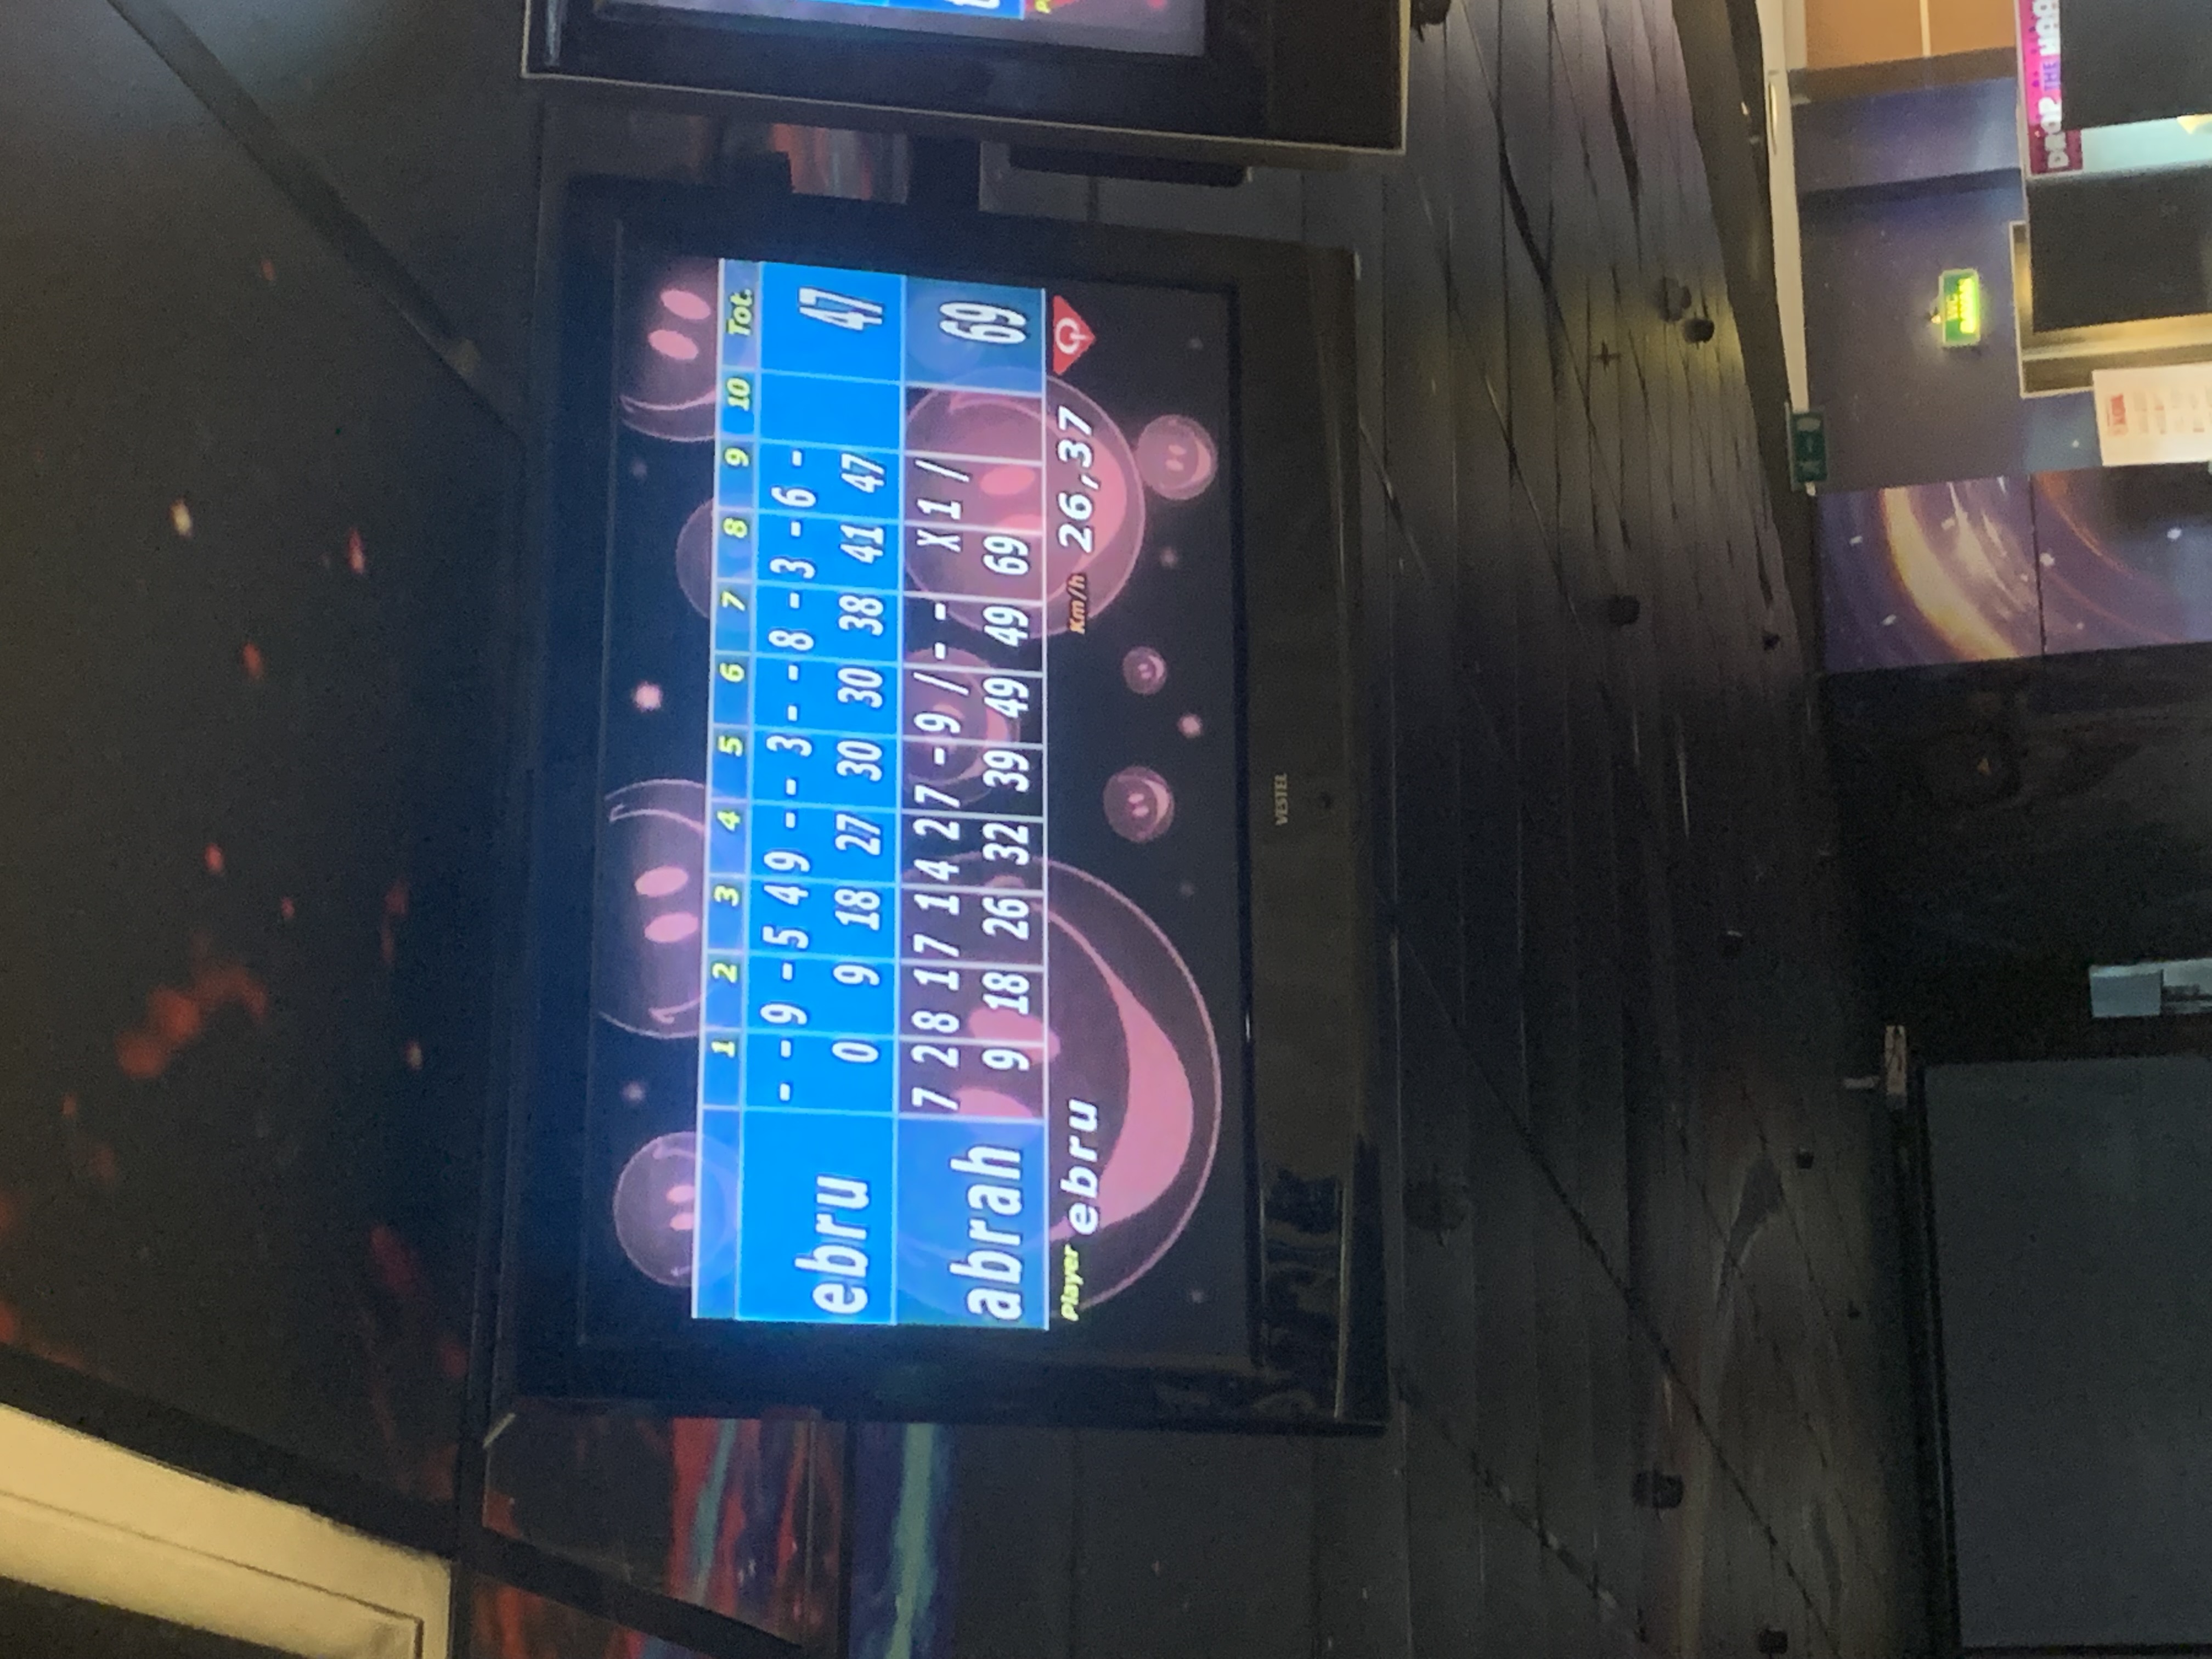 1 2 3 4 5 6 7 8 9 10 Tot.
ebru - - 9 - 5 4 9 - - 3 - - 8 - 3 - 6 - 47
0 9 18 27 30 30 38 41 47
abrah 7 2 8 1 7 1 4 2 7 - 9 / - - X 1 / 69
9 18 26 32 39 49 49 69
Player ebru Km/h 26,37
VESTEL
WC
DROP THE